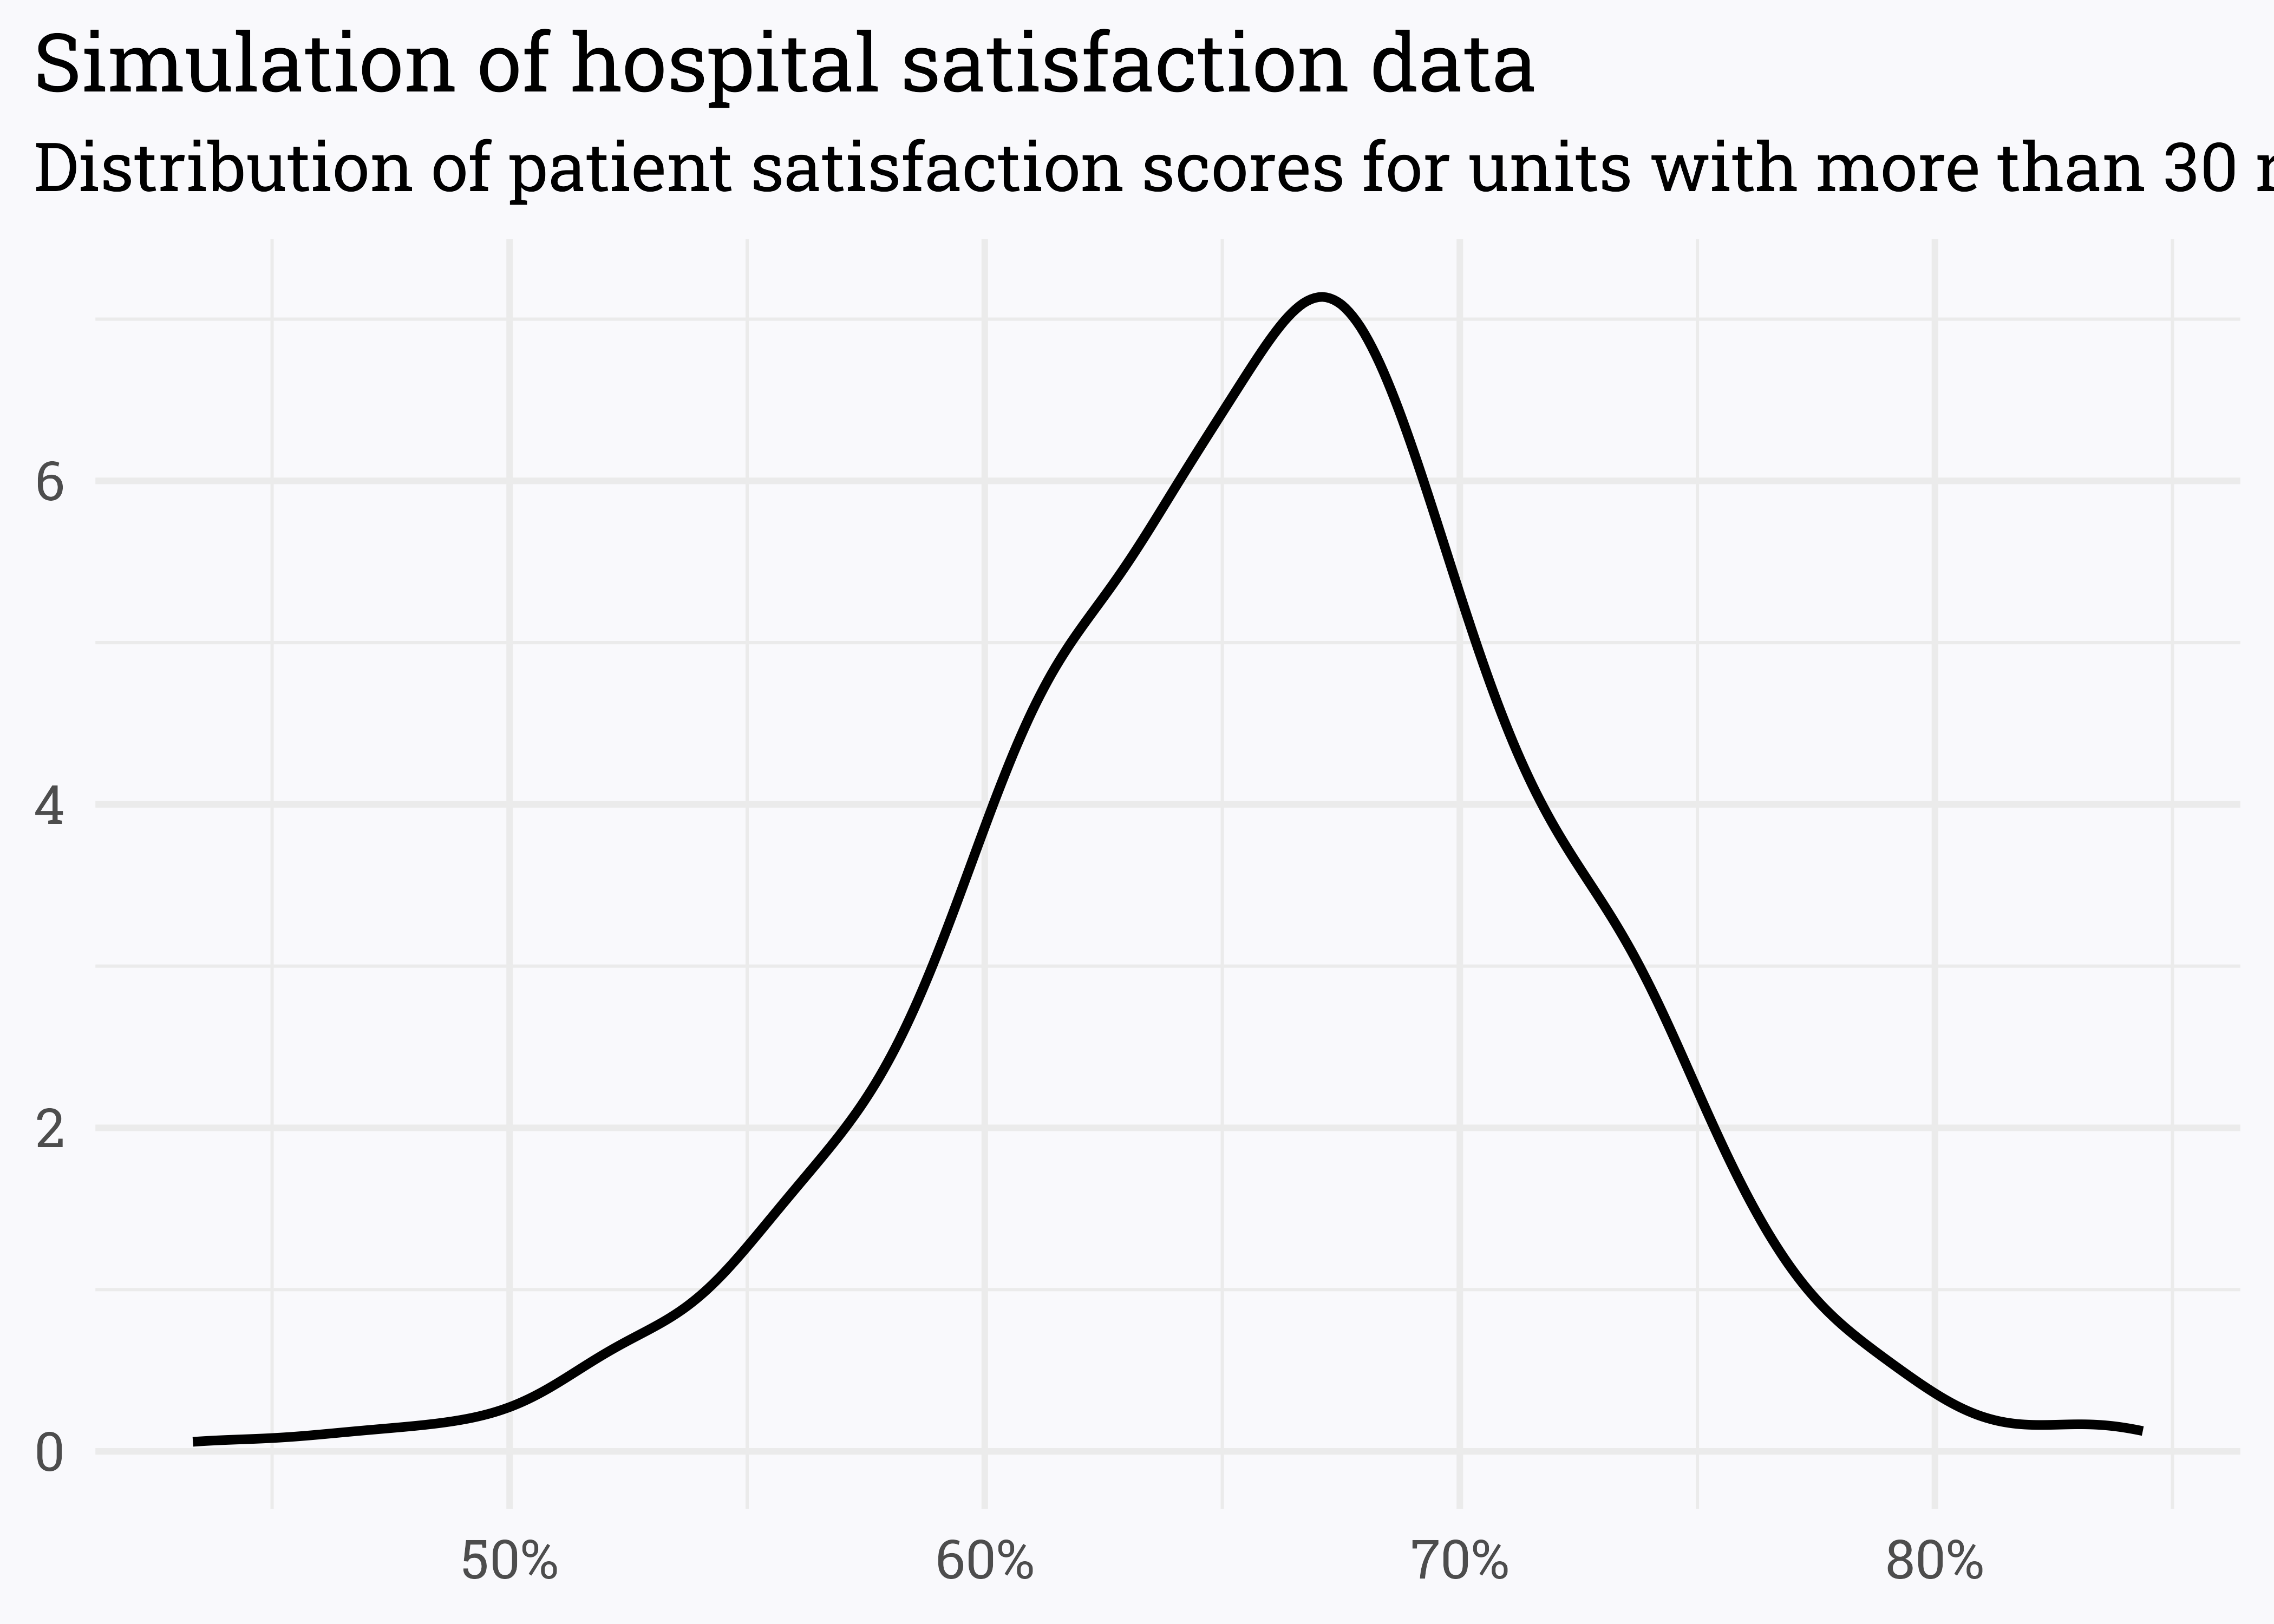 Simulation of hospital satisfaction data
Distribution of patient satisfaction scores for units with more than 30
6
4
2
0
50% 60% 70% 80%